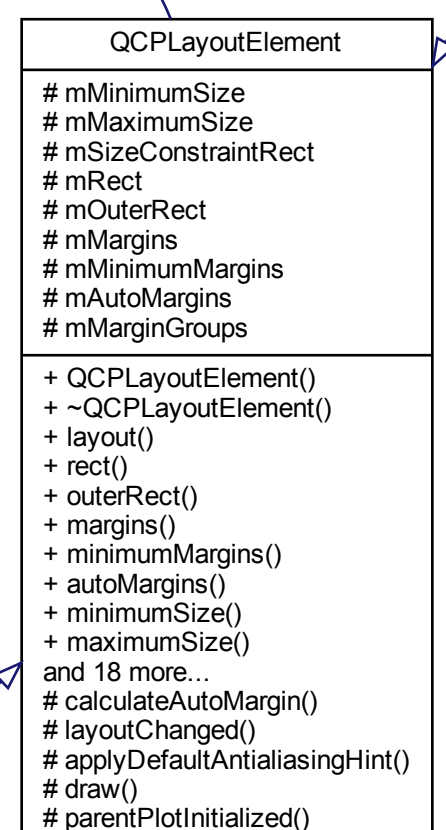 QCPLayoutElement
# mMinimumSize
# mMaximumSize
# mSizeConstraintRect
# mRect
# mOuterRect
# mMargins
# mMinimumMargins
# mAutoMargins
# mMarginGroups
+ QCPLayoutElement()
+ ~QCPLayoutElement()
+ layout()
+ rect()
+ outerRect()
+ margins()
+ minimumMargins()
+ autoMargins()
+ minimumSize()
+ maximumSize()
and 18 more...
# calculateAutoMargin()
# layoutChanged()
# applyDefaultAntialiasingHint()
# draw()
# parentPlotInitialized()